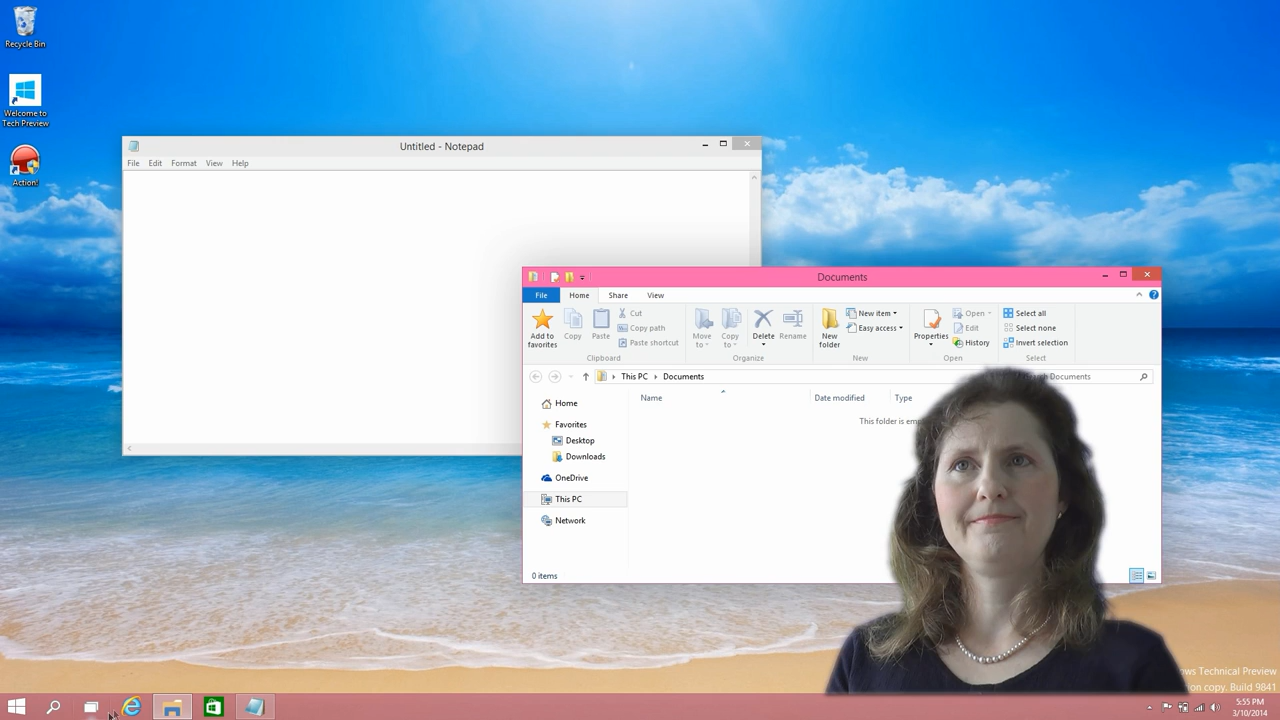 Recycle Bin
Welcome to
Tech Preview
Action!
Untitled - Notepad
File Edit Format View Help
Documents
File Home Share View
Add to
favorites
Copy
Paste
Cut
Copy path
Paste shortcut
Clipboard
Move
to
Copy
to
Delete
Rename
Organize
New
folder
New item
Easy access
New
Properties
Open
Edit
History
Open
Select all
Select none
Invert selection
Select
This PC Documents
Documents
Name Date modified Type
This folder is
Home
Favorites
Desktop
Downloads
OneDrive
This PC
Network
0 items
Technical Preview
copy. Build 9841
5:55 PM
3/10/2014